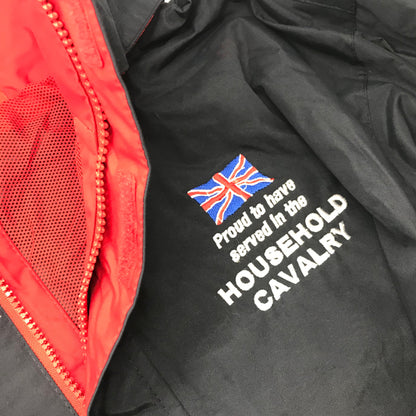 Proud to have
served in the
HOUSEHOLD
CAVALRY